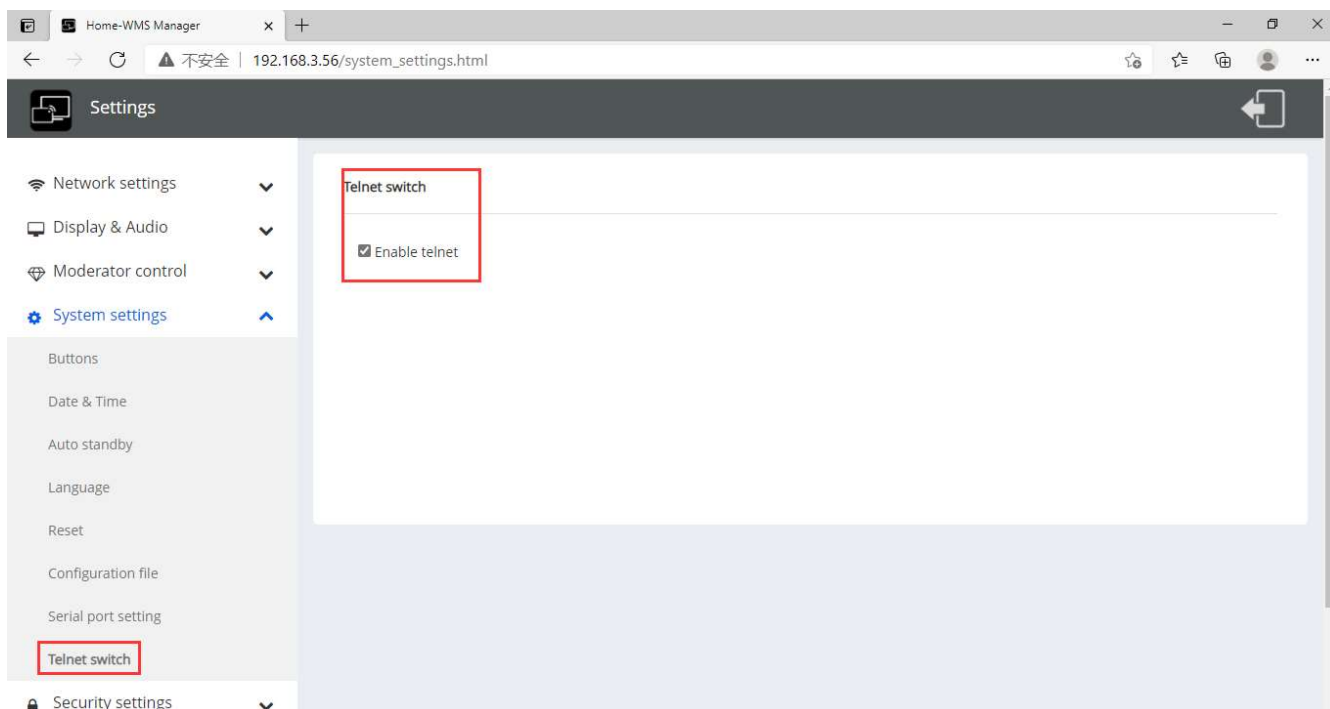 Home-WMS Manager
不安全 | 192.168.3.56/system_settings.html
Settings
Network settings
Display & Audio
Moderator control
System settings
Buttons
Date & Time
Auto standby
Language
Reset
Configuration file
Serial port setting
Telnet switch
Security settings
Telnet switch
Enable telnet